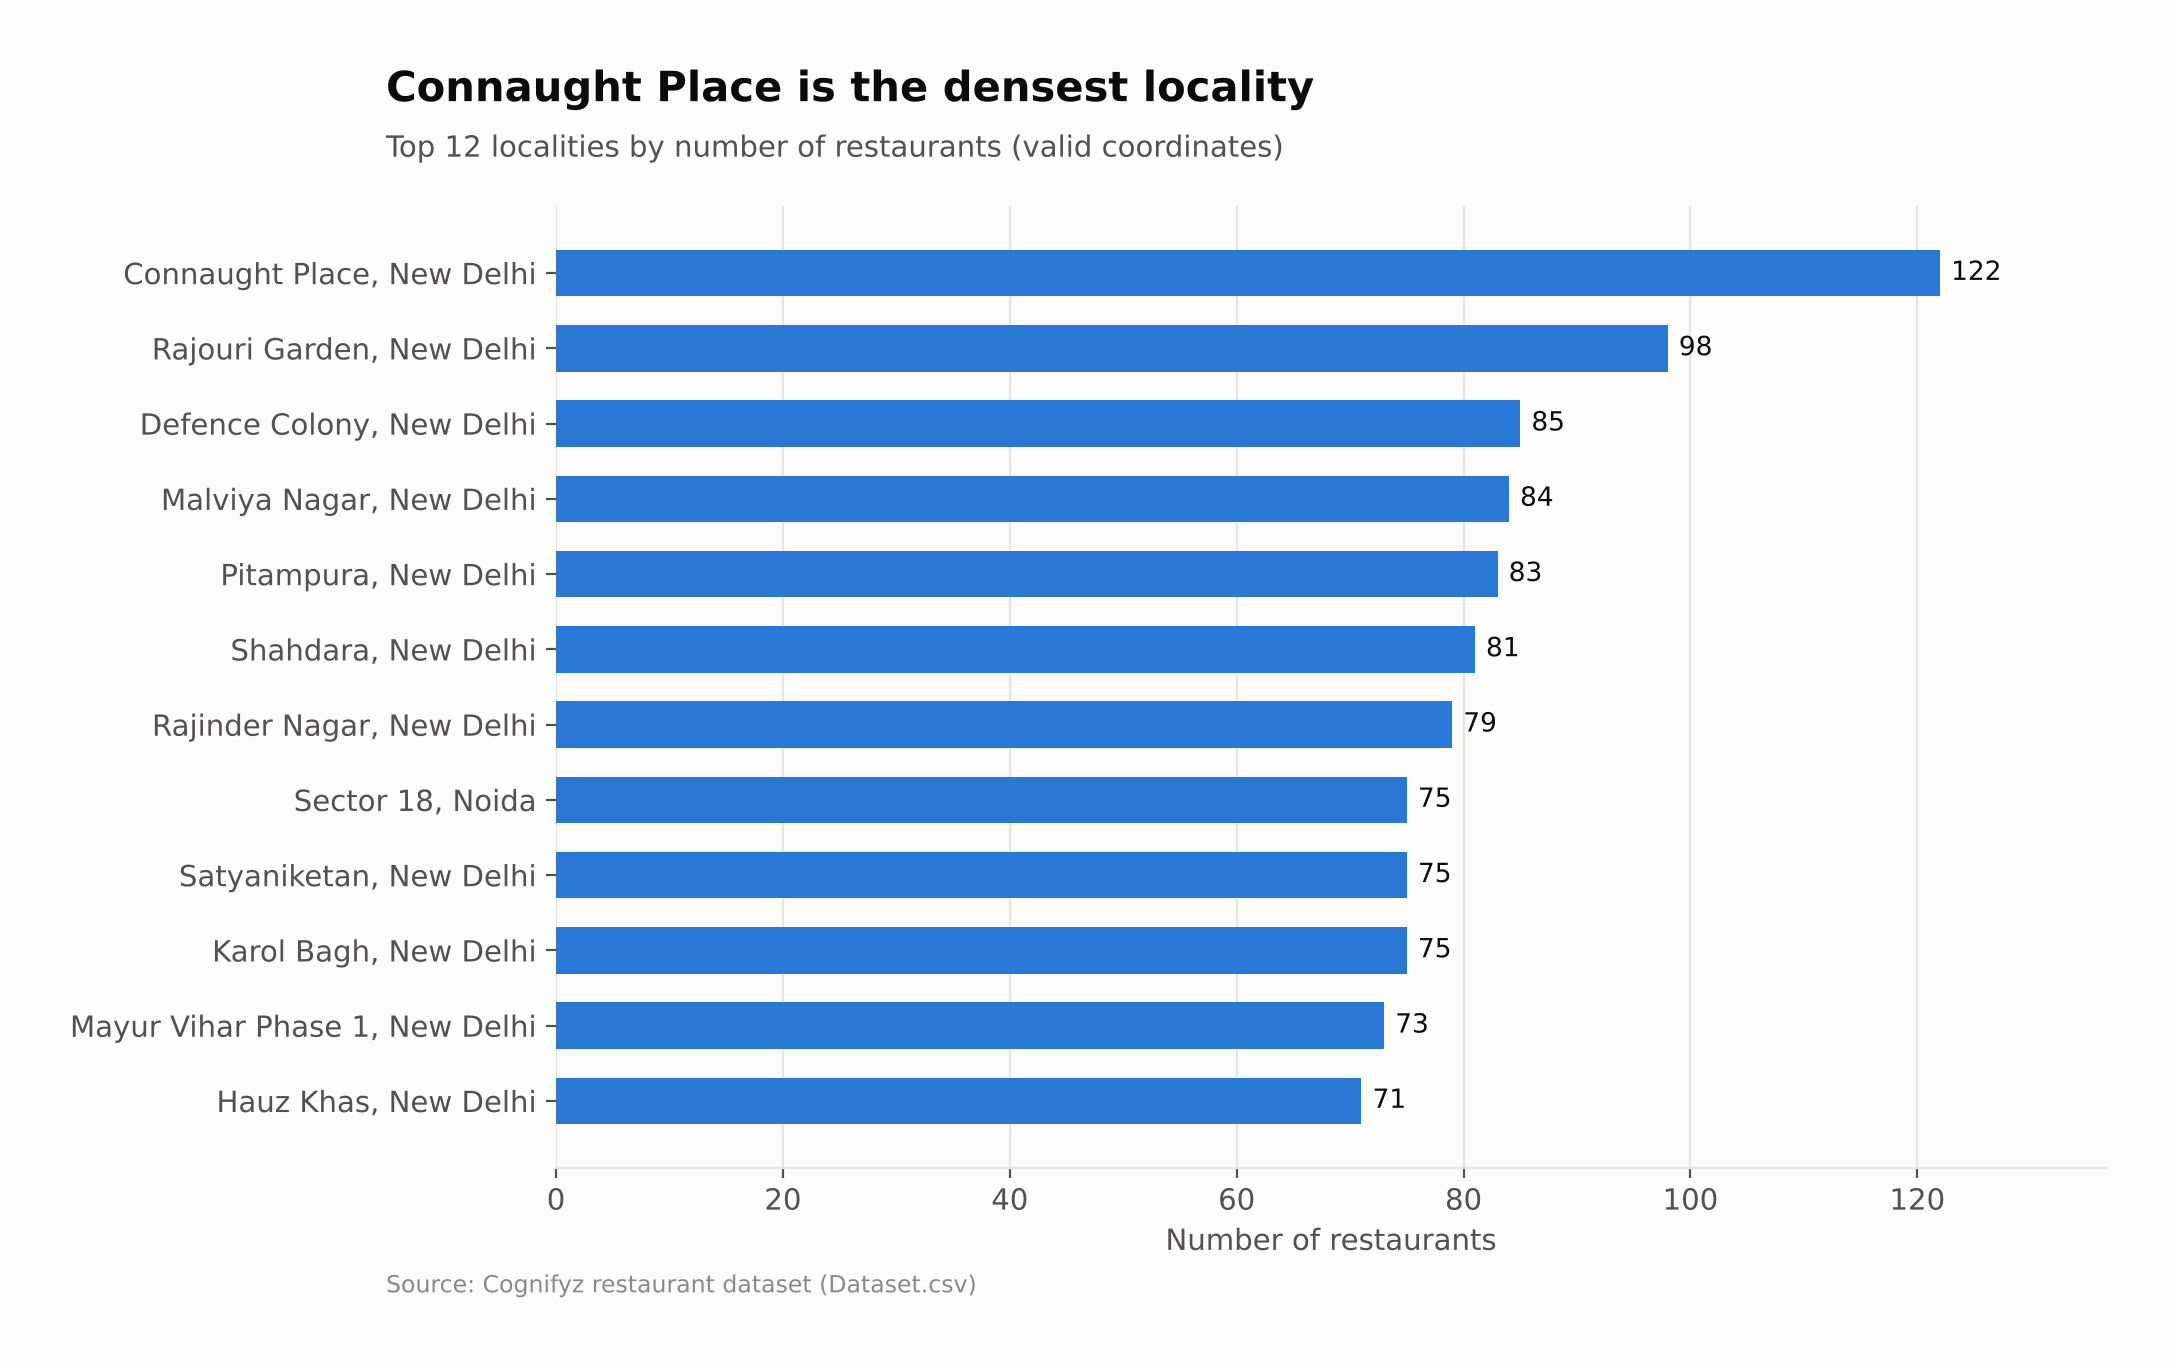 Connaught Place is the densest locality
Top 12 localities by number of restaurants (valid coordinates)
Connaught Place, New Delhi 122
Rajouri Garden, New Delhi 98
Defence Colony, New Delhi 85
Malviya Nagar, New Delhi 84
Pitampura, New Delhi 83
Shahdara, New Delhi 81
Rajinder Nagar, New Delhi 79
Sector 18, Noida 75
Satyaniketan, New Delhi 75
Karol Bagh, New Delhi 75
Mayur Vihar Phase 1, New Delhi 73
Hauz Khas, New Delhi 71
0 20 40 60 80 100 120
Number of restaurants
Source: Cognifyz restaurant dataset (Dataset.csv)